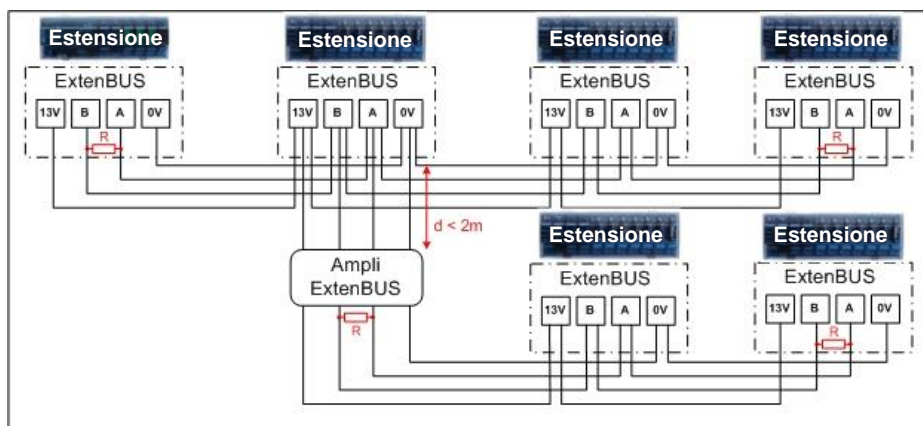 Estensione Estensione Estensione Estensione
ExtenBUS ExtenBUS ExtenBUS ExtenBUS
13V B A 0V 13V B A 0V 13V B A 0V 13V B A 0V
R R
d < 2m
Estensione Estensione
Ampli
ExtenBUS
ExtenBUS ExtenBUS
13V B A 0V 13V B A 0V
R R